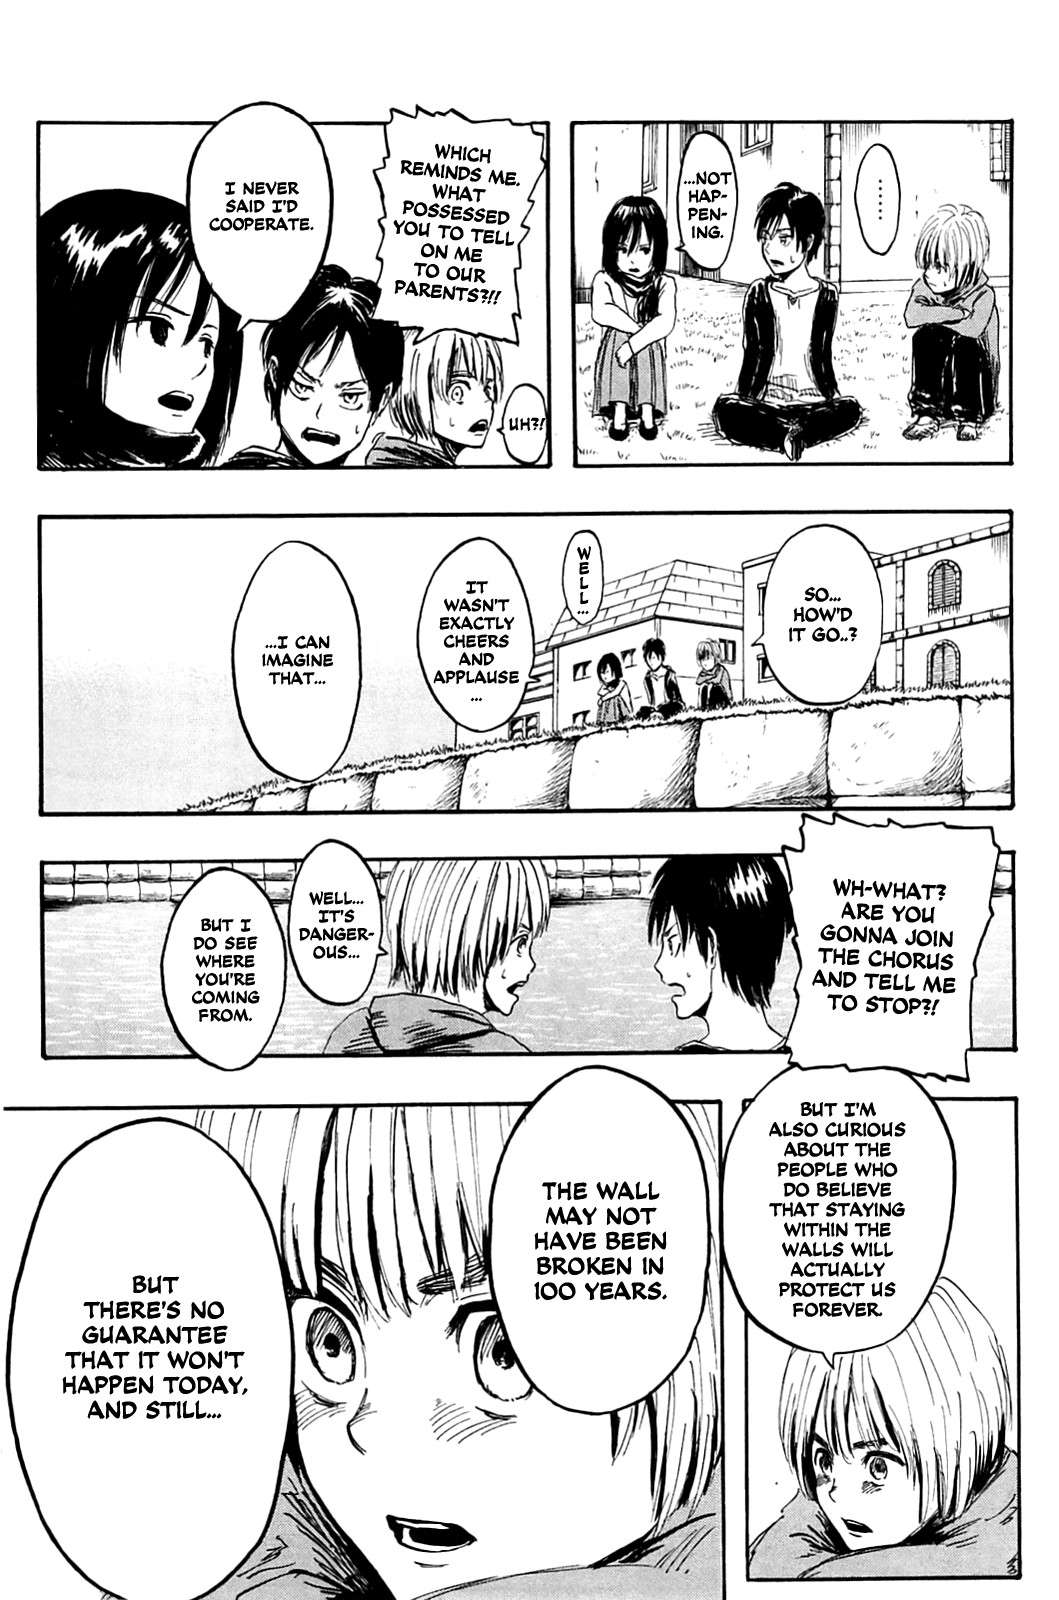 ......
...NOT
HAP-
PEN-
ING.
WHICH
REMINDS ME.
WHAT
POSSESSED
YOU TO TELL
ON ME
TO OUR
PARENTS?!!
UH?!
I NEVER
SAID I'D
COOPERATE.
SO...
HOW'D
IT GO..?
WELL...
IT
WASN'T
EXACTLY
CHEERS
AND
APPLAUSE
...
...I CAN
IMAGINE
THAT...
WH-WHAT?
ARE YOU
GONNA JOIN
THE CHORUS
AND TELL ME
TO STOP?!
WELL...
IT'S
DANGER-
OUS...
BUT I
DO SEE
WHERE
YOU'RE
COMING
FROM.
BUT I'M
ALSO CURIOUS
ABOUT THE
PEOPLE WHO
DO BELIEVE
THAT STAYING
WITHIN THE
WALLS WILL
ACTUALLY
PROTECT US
FOREVER.
THE WALL
MAY NOT
HAVE BEEN
BROKEN IN
100 YEARS.
BUT
THERE'S NO
GUARANTEE
THAT IT WON'T
HAPPEN TODAY,
AND STILL...